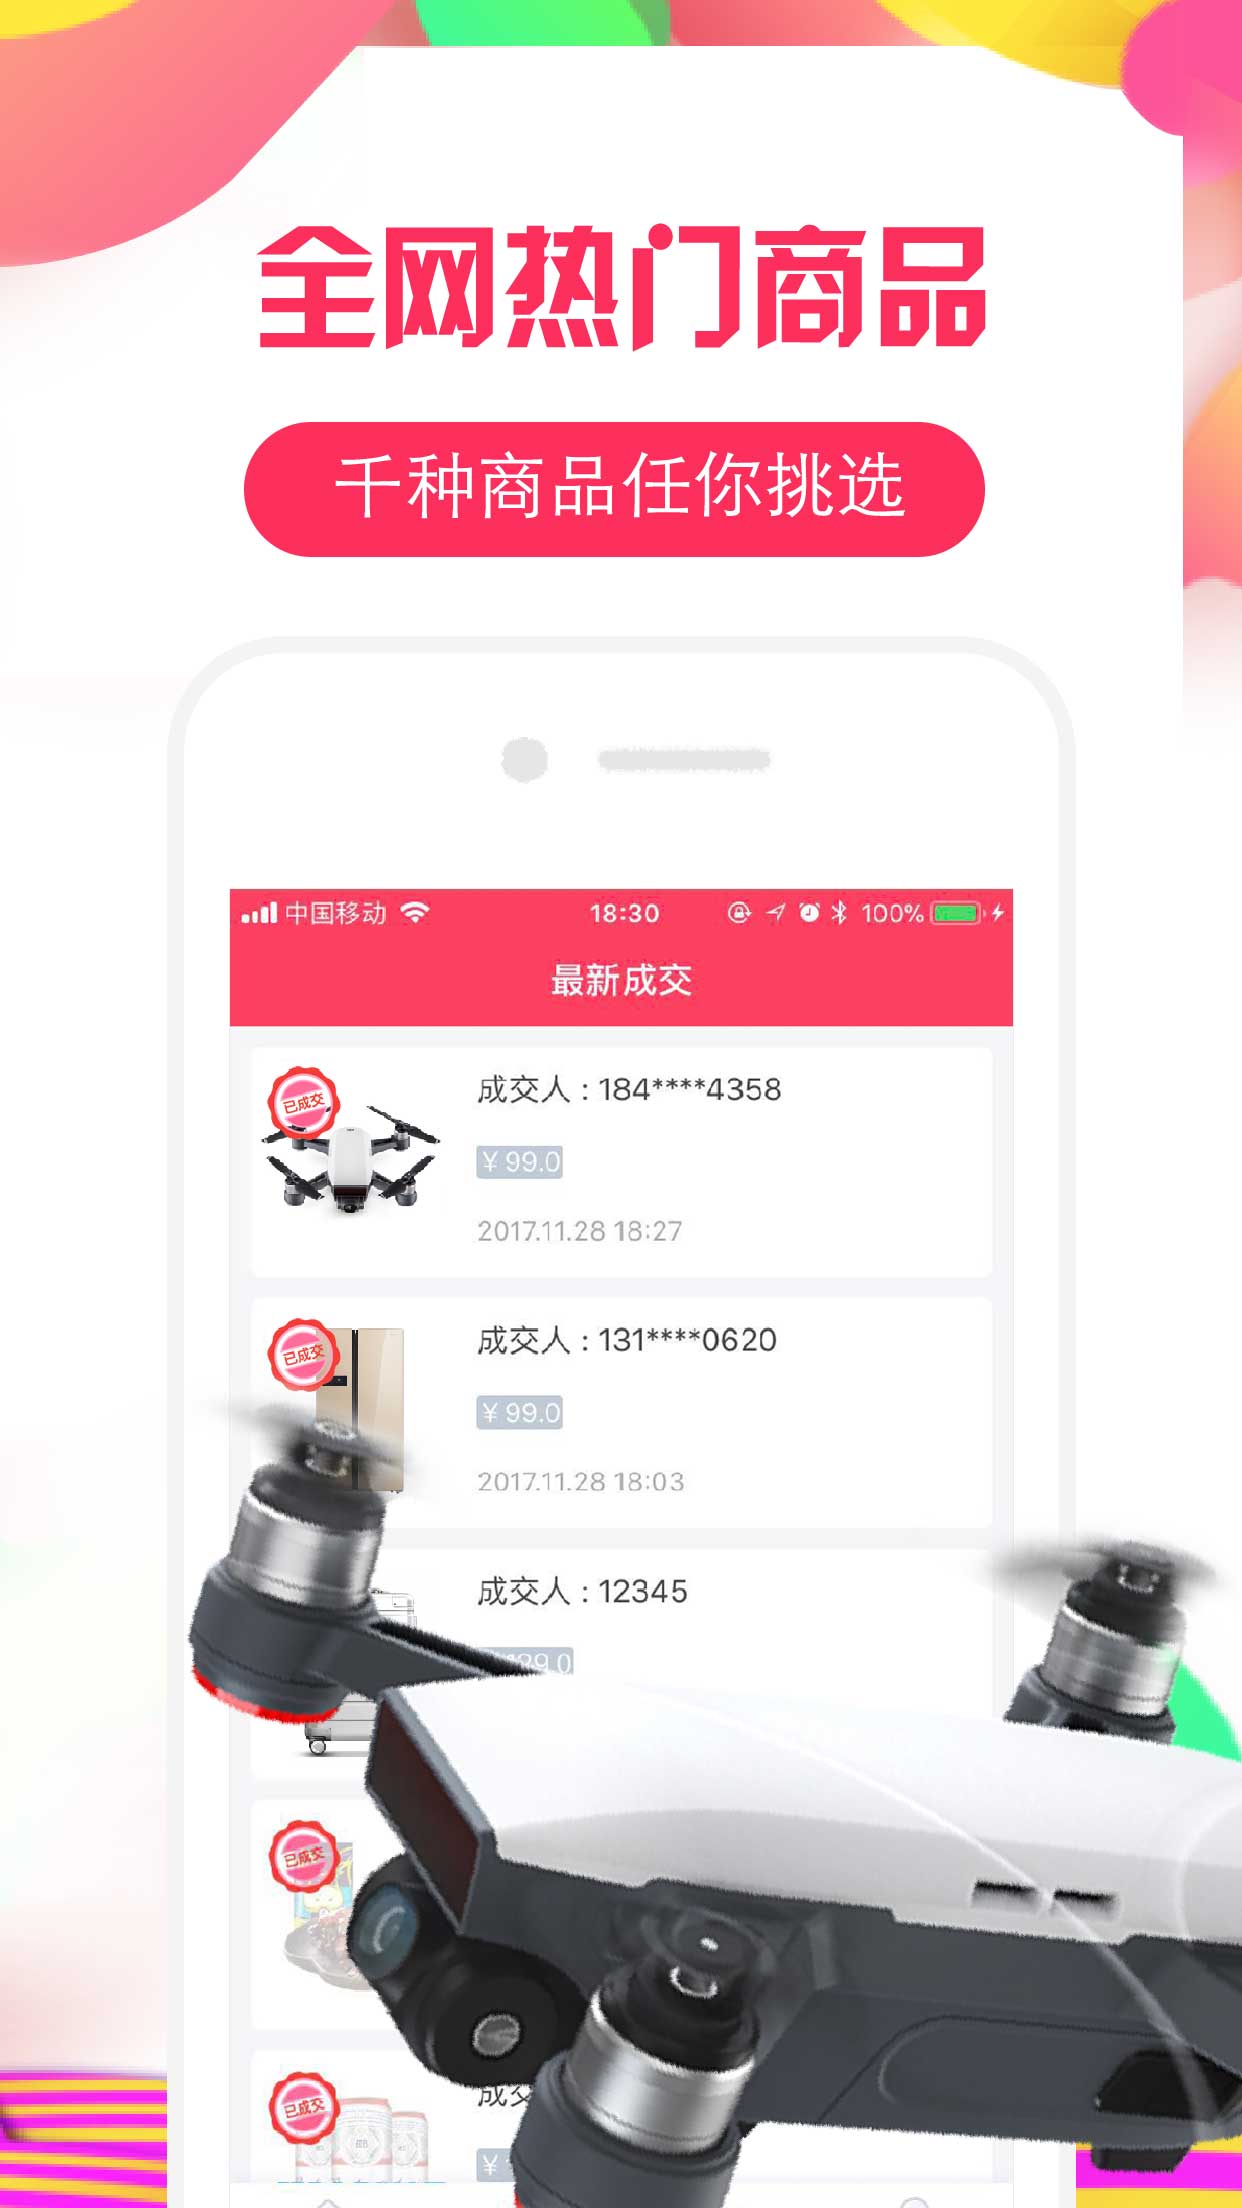 全网热门商品
千种商品任你挑选
中国移动 18:30 100%
最新成交
已成交
成交人：184****4358
¥ 99.0
2017.11.28 18:27
已成交
成交人：131****0620
¥ 99.0
2017.11.28 18:03
成交人：12345
已成交
已成交
成交
¥